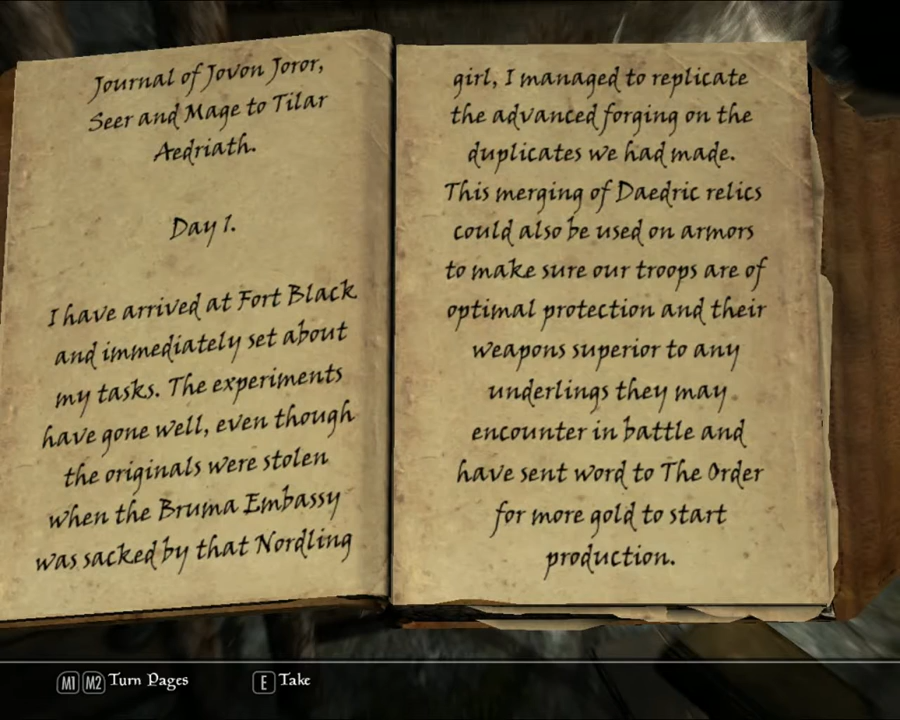 Journal of Jovon Joror,
Seer and Mage to Tilar
Aedriath.
Day 1.
I have arrived at Fort Black
and immediately set about
my tasks. The experiments
have gone well, even though
the originals were stolen
when the Bruma Embassy
was sacked by that Nordling
girl, I managed to replicate
the advanced forging on the
duplicates we had made.
This merging of Daedric relics
could also be used on armors
to make sure our troops are of
optimal protection and their
weapons superior to any
underlings they may
encounter in battle and
have sent word to The Order
for more gold to start
production.
M1 M2 Turn Pages
E Take